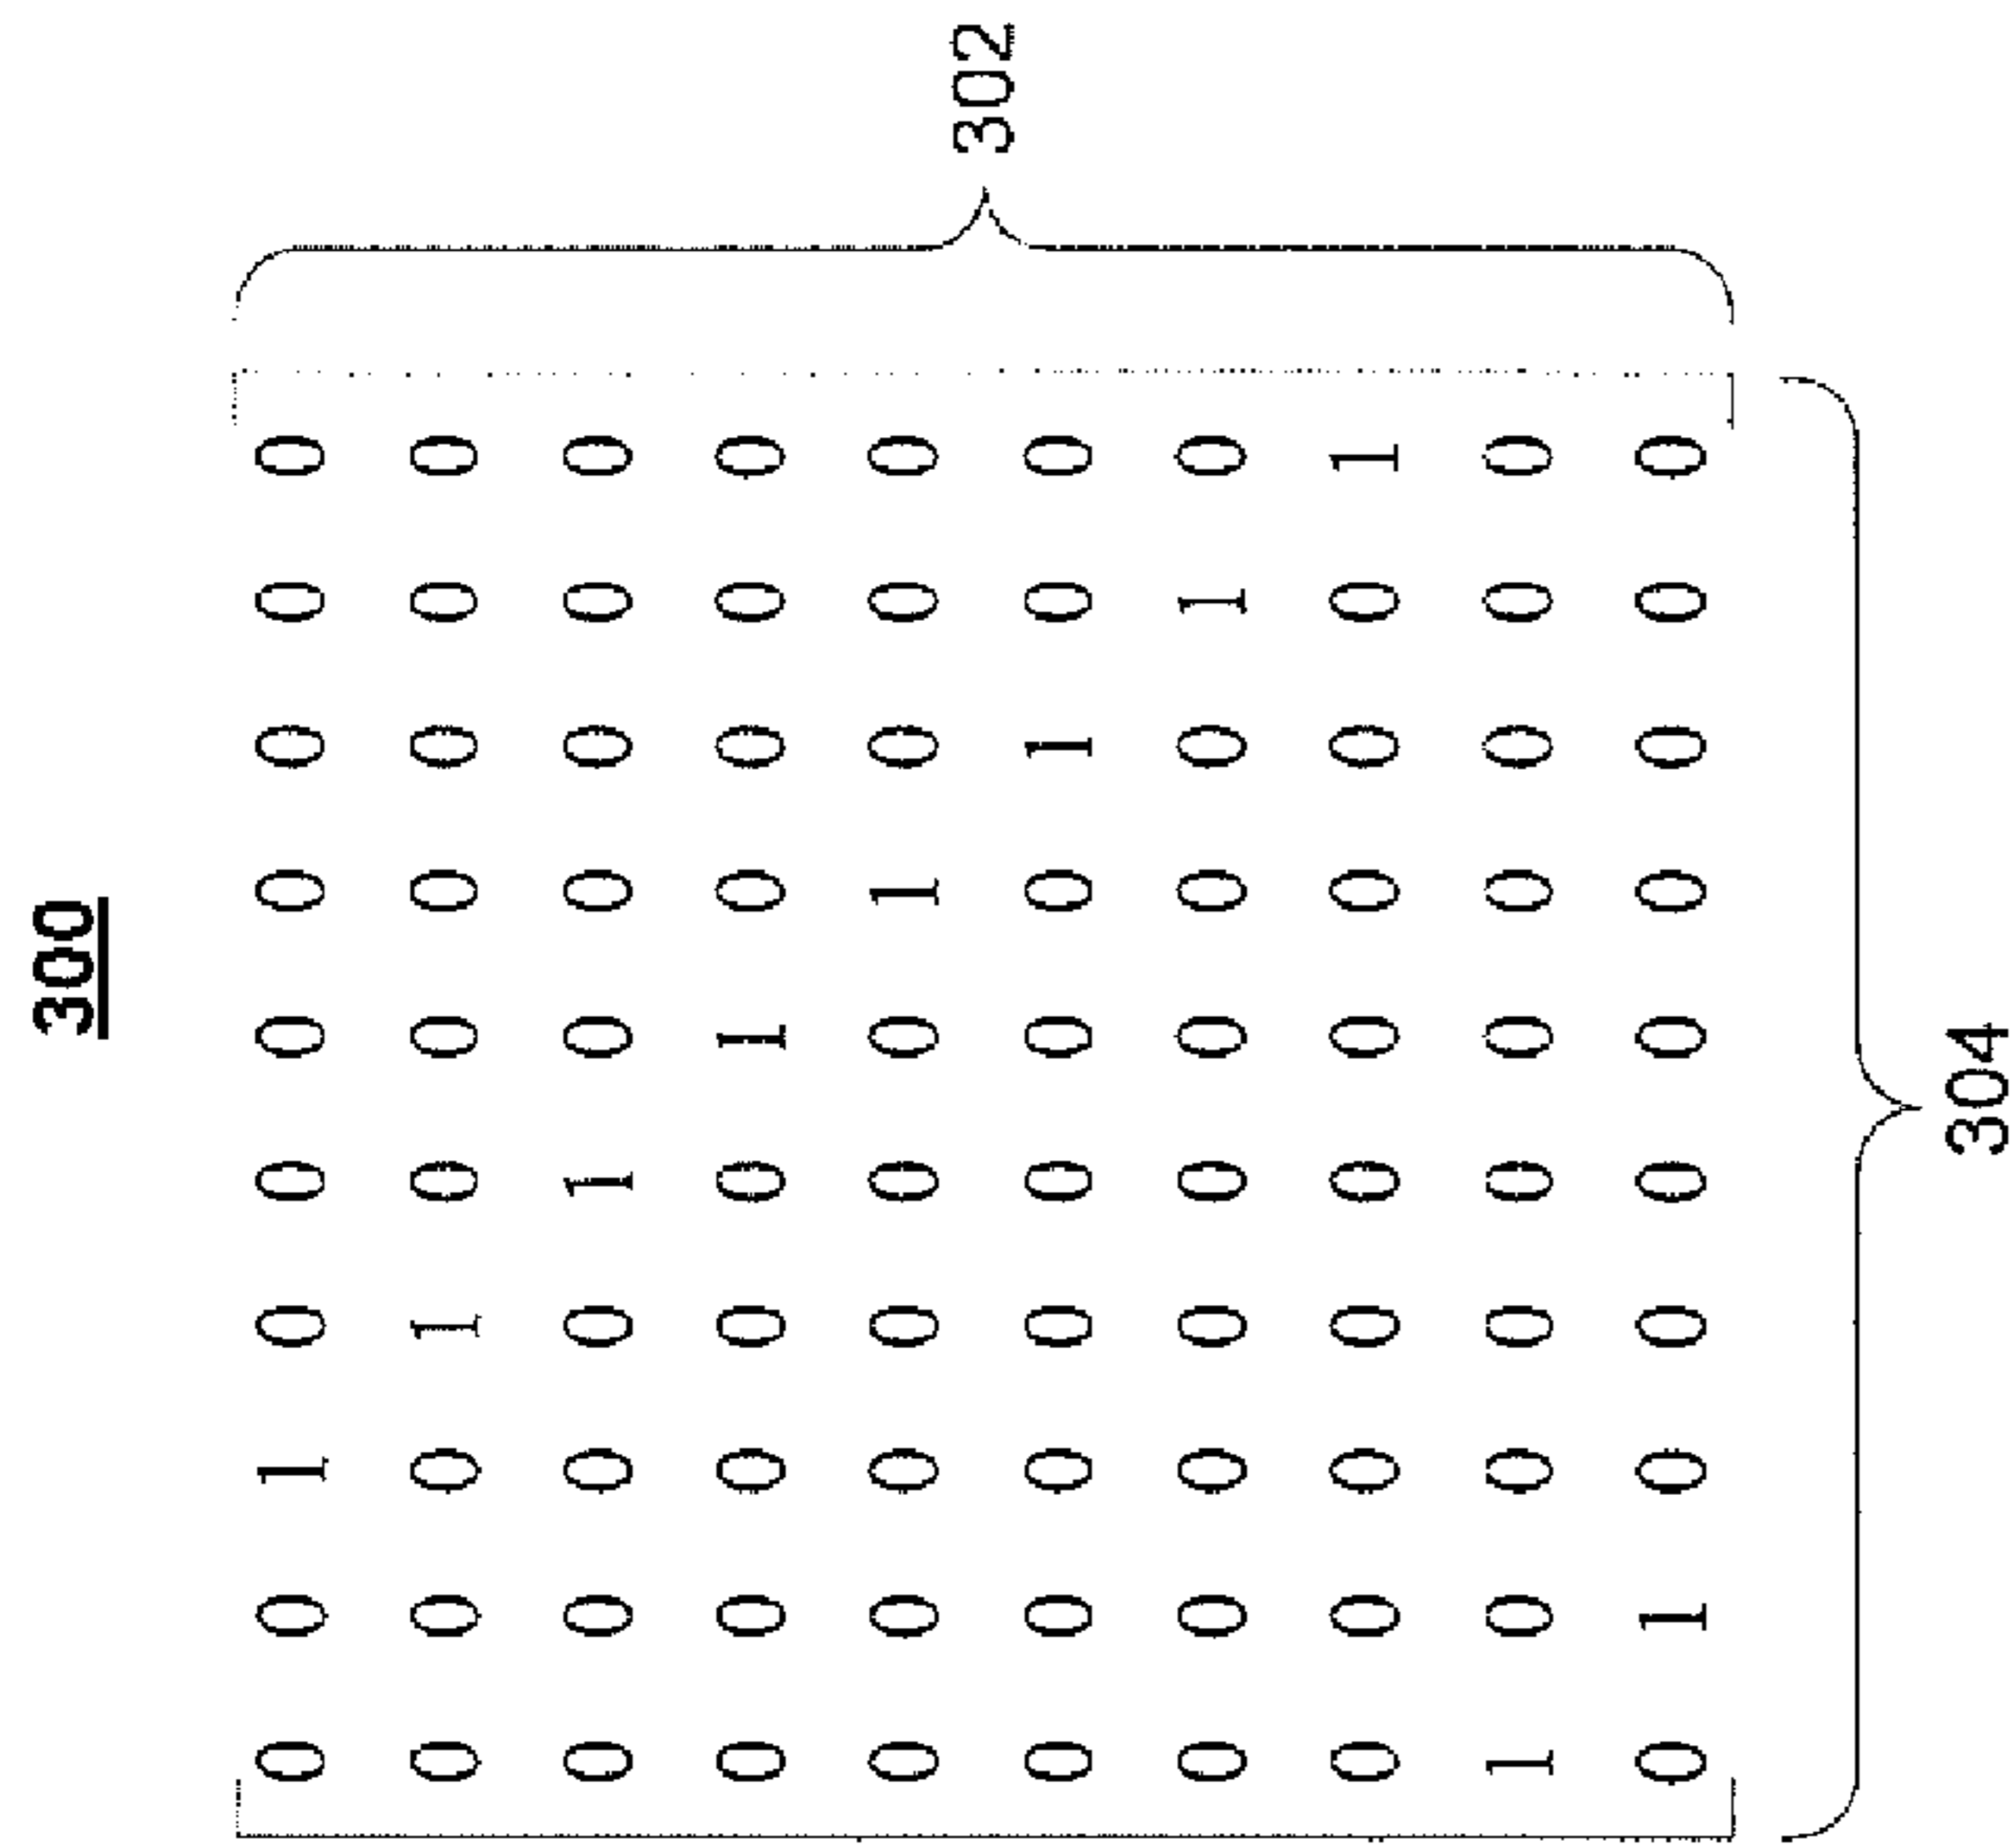 300
0 0 1 0 0 0 0 0 0 0
0 0 0 1 0 0 0 0 0 0
0 0 0 0 1 0 0 0 0 0
0 0 0 0 0 1 0 0 0 0
0 0 0 0 0 0 1 0 0 0
0 0 0 0 0 0 0 1 0 0
0 0 0 0 0 0 0 0 1 0
0 0 0 0 0 0 0 0 0 1
1 0 0 0 0 0 0 0 0 0
0 1 0 0 0 0 0 0 0 0
302
304